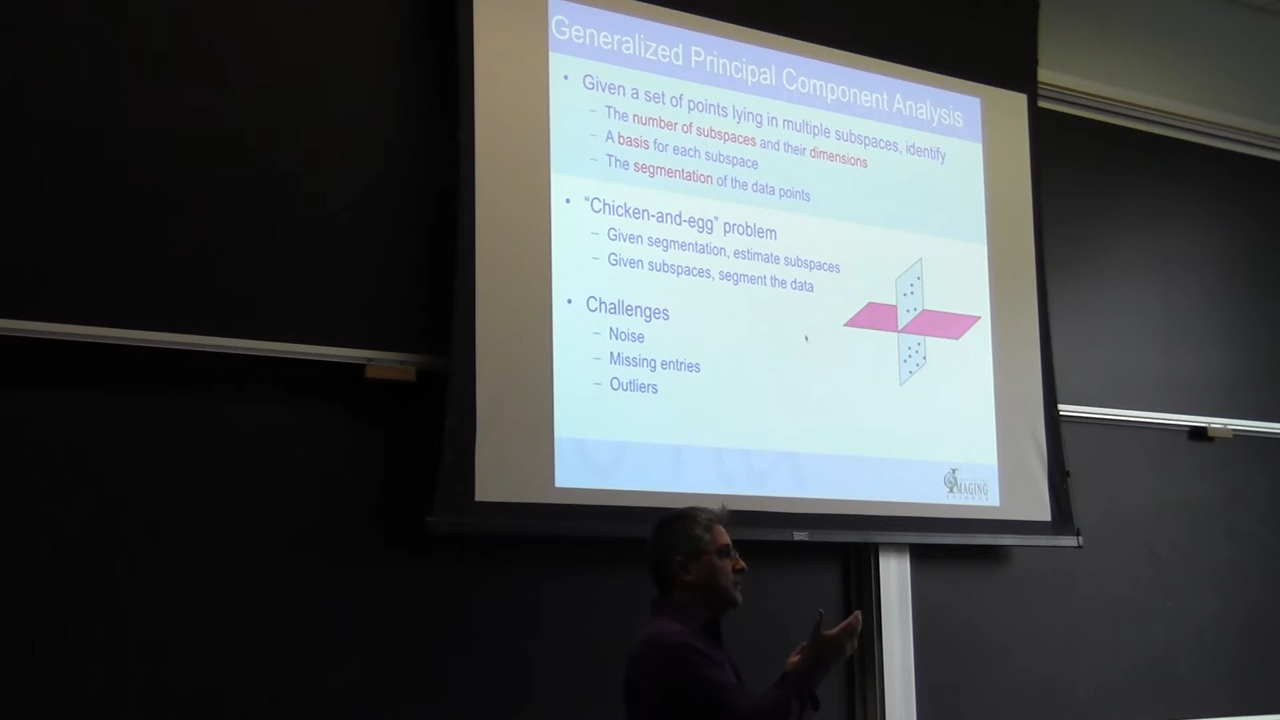 Generalized Principal Component Analysis
• Given a set of points lying in multiple subspaces, identify
– The number of subspaces and their dimensions
– A basis for each subspace
– The segmentation of the data points
• “Chicken-and-egg” problem
– Given segmentation, estimate subspaces
– Given subspaces, segment the data
• Challenges
– Noise
– Missing entries
– Outliers
IMAGING